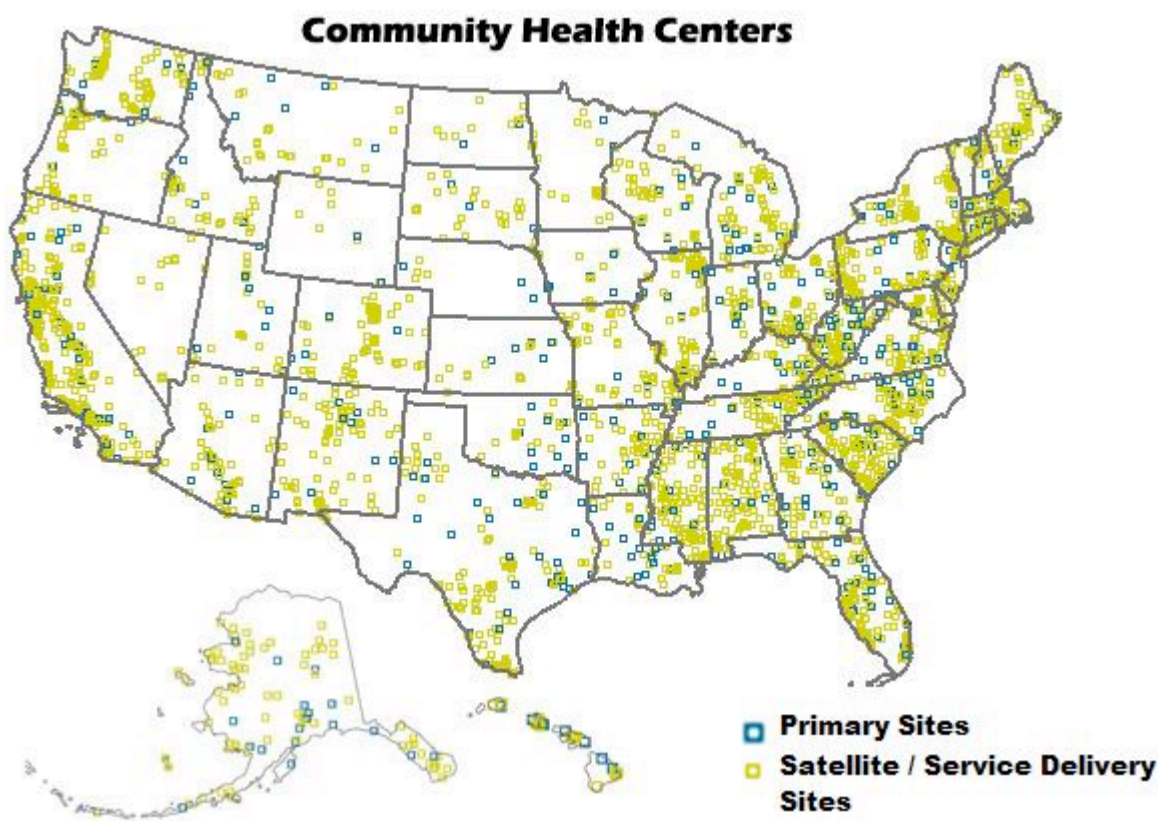 Community Health Centers
Primary Sites
Satellite / Service Delivery
Sites